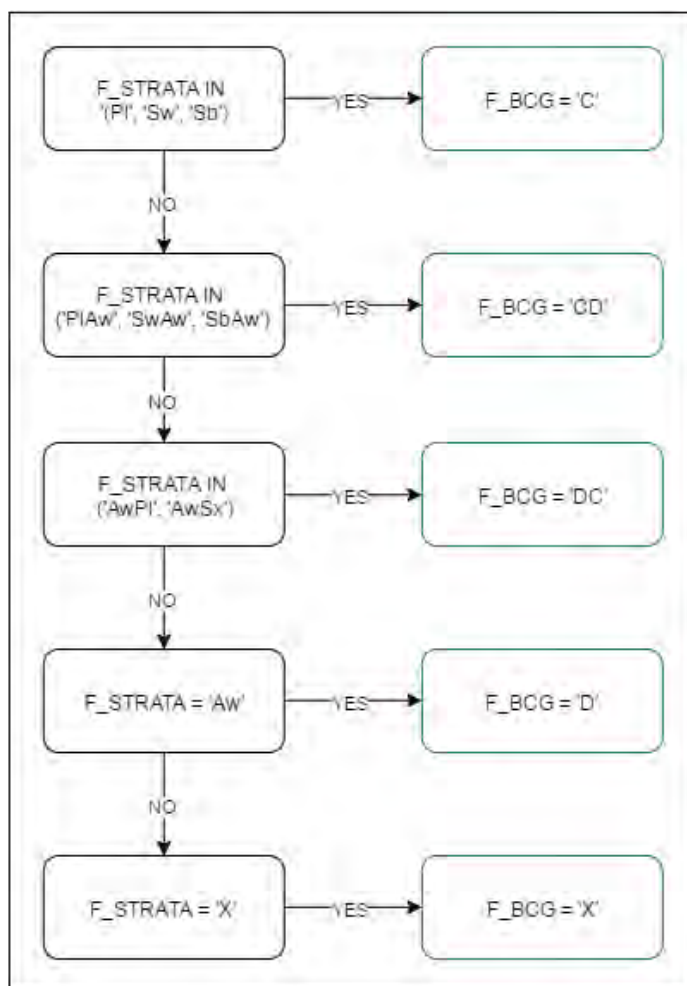 F_STRATA IN
'(Pl', 'Sw', 'Sb')
YES
F_BCG = 'C'
NO
F_STRATA IN
('PlAw', 'SwAw', 'SbAw')
YES
F_BCG = 'CD'
NO
F_STRATA IN
('AwPl', 'AwSx')
YES
F_BCG = 'DC'
NO
F_STRATA = 'Aw'
YES
F_BCG = 'D'
NO
F_STRATA = 'X'
YES
F_BCG = 'X'